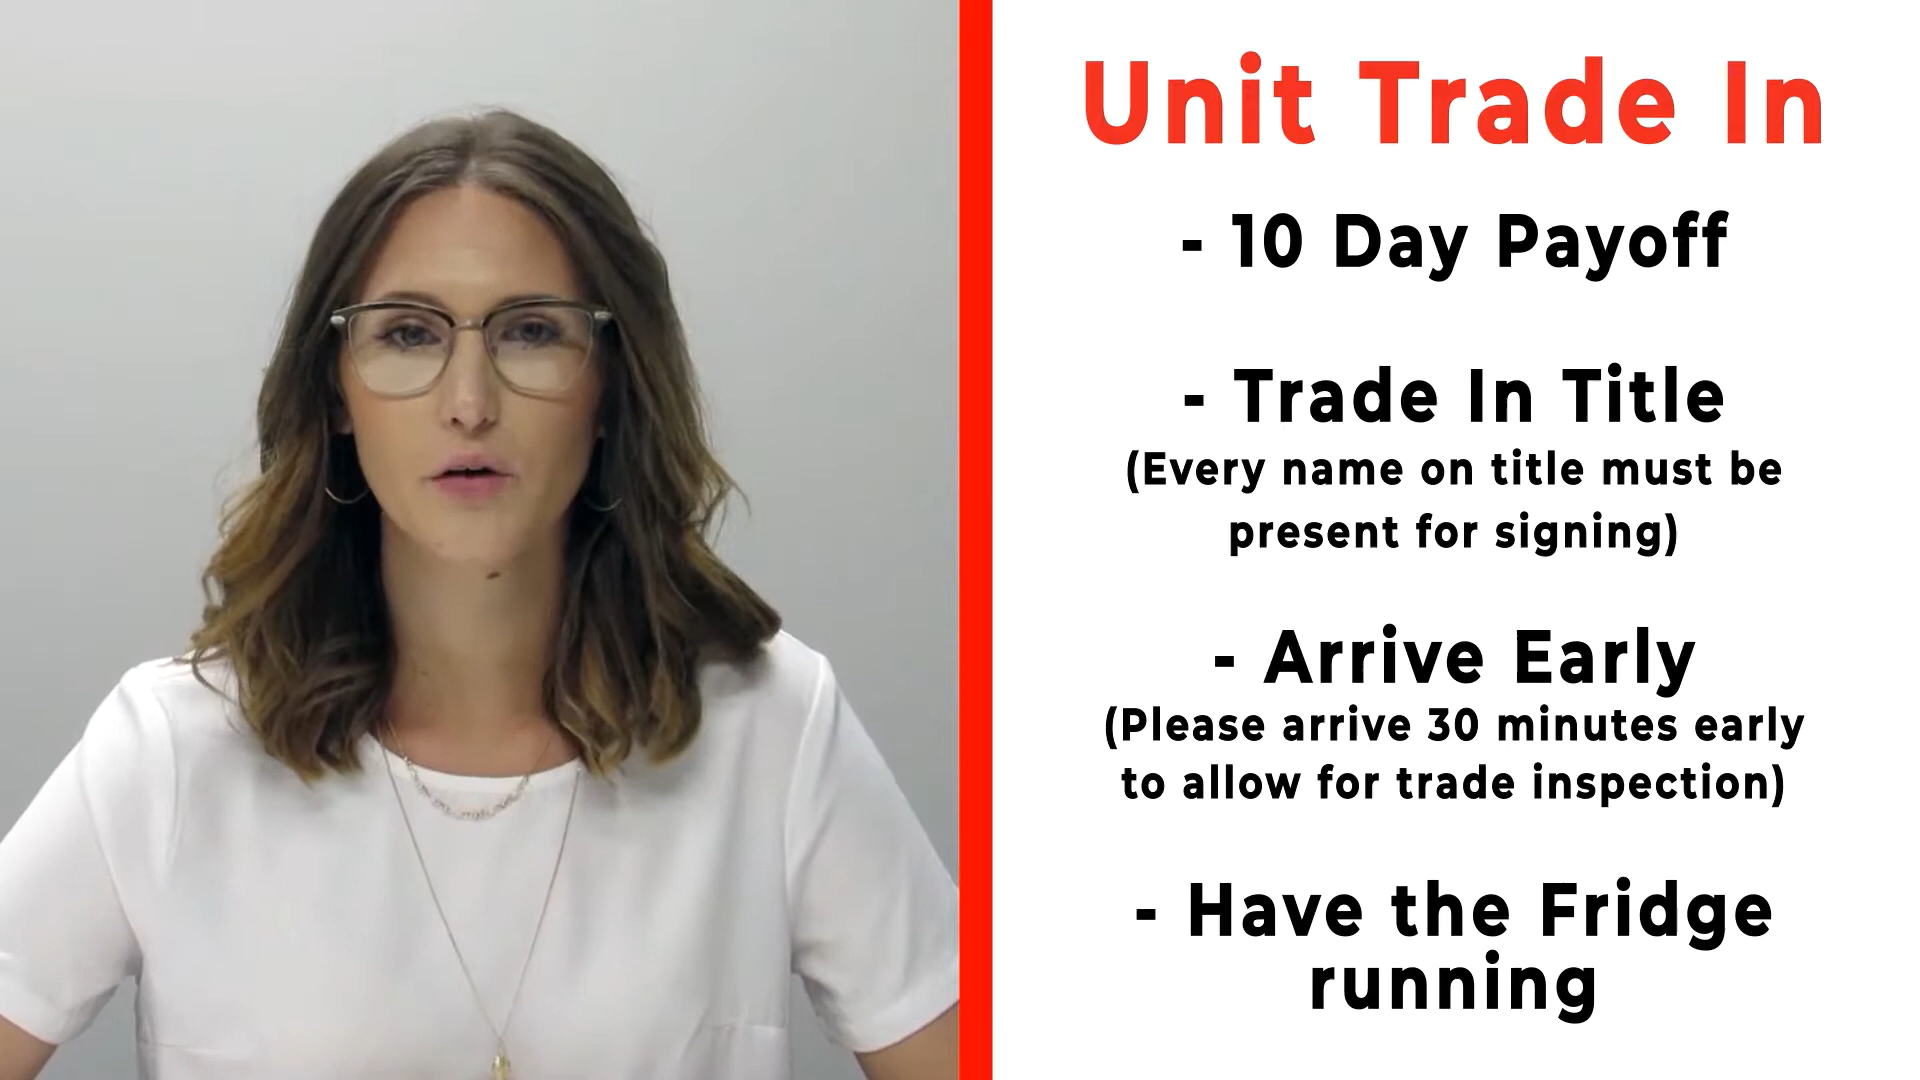 Unit Trade In
- 10 Day Payoff
- Trade In Title
(Every name on title must be
present for signing)
- Arrive Early
(Please arrive 30 minutes early
to allow for trade inspection)
- Have the Fridge
running